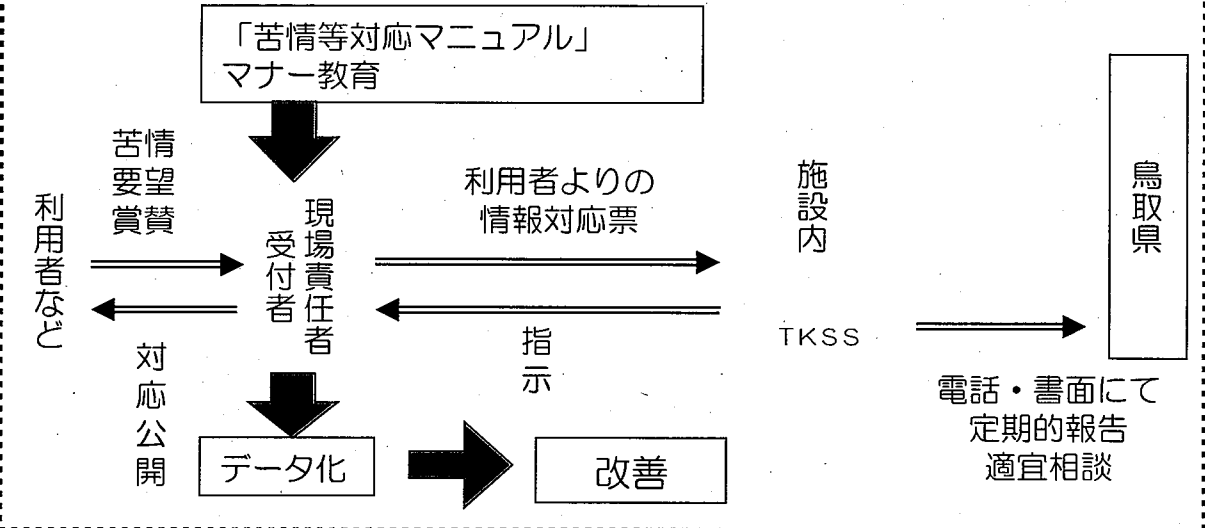 「苦情等対応マニュアル」
マナー教育
苦情
要望
賞賛
利用者など
現場責任者
受付者
利用者よりの
情報対応票
施設内
鳥取県
対応公開
指示
TKSS
電話・書面にて
定期的報告
適宜相談
データ化
改善